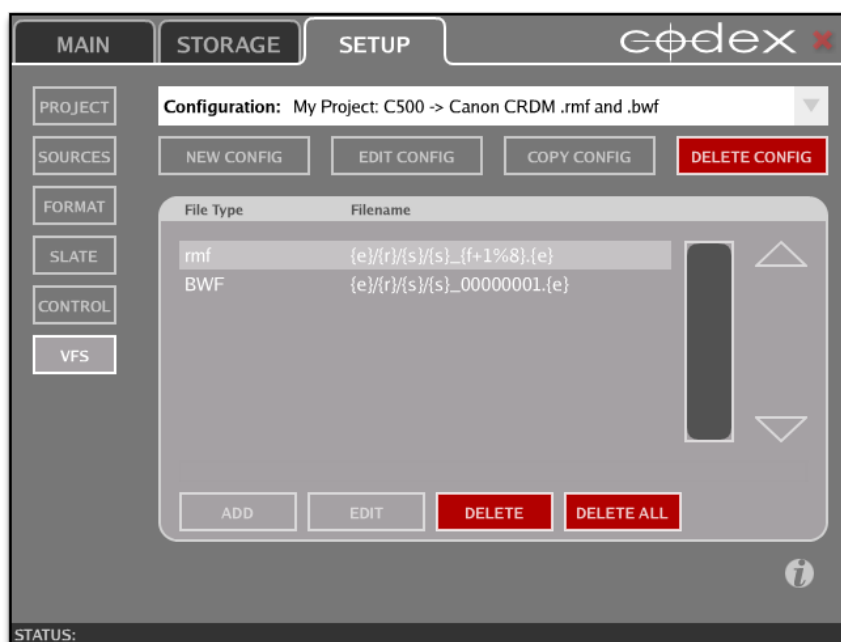 MAIN STORAGE SETUP codex
PROJECT
SOURCES
FORMAT
SLATE
CONTROL
VFS
Configuration: My Project: C500 -> Canon CRDM .rmf and .bwf
NEW CONFIG EDIT CONFIG COPY CONFIG DELETE CONFIG
File Type Filename
rmf {e}/{r}/{s}/{s}_{f+1%8}.{e}
BWF {e}/{r}/{s}/{s}_00000001.{e}
ADD EDIT DELETE DELETE ALL
i
STATUS: